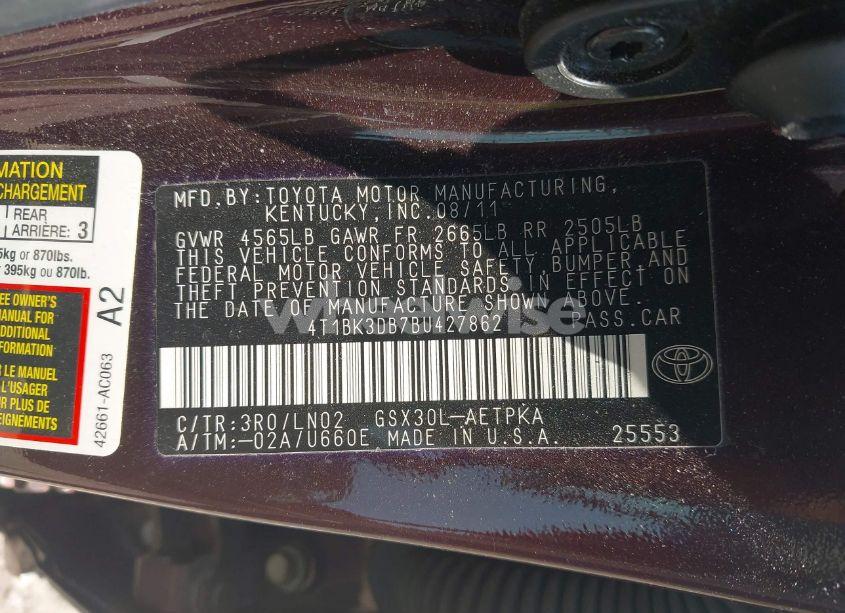 MATION
CHARGEMENT
REAR
ARRIÈRE: 3
kg or 870lbs.
395kg ou 870lb.
EE OWNER'S
MANUAL FOR
ADDITIONAL
FORMATION
R LE MANUEL
L'USAGER
PLUS DE
A2
42661-AC063
MFD. BY: TOYOTA MOTOR MANUFACTURING,
KENTUCKY, INC. 08/11
GVWR 4565LB GAWR FR 2665LB RR 2505LB
THIS VEHICLE CONFORMS TO ALL APPLICABLE
FEDERAL MOTOR VEHICLE SAFETY, BUMPER, AND
THEFT PREVENTION STANDARDS IN EFFECT ON
THE DATE OF MANUFACTURE SHOWN ABOVE.
4T1BK3DB7BU427862 PASS. CAR
C/TR: 3R0/LN02 GSX30L-AETPKA
A/TM: -02A/U660E MADE IN U.S.A. 25553
TOYOTA